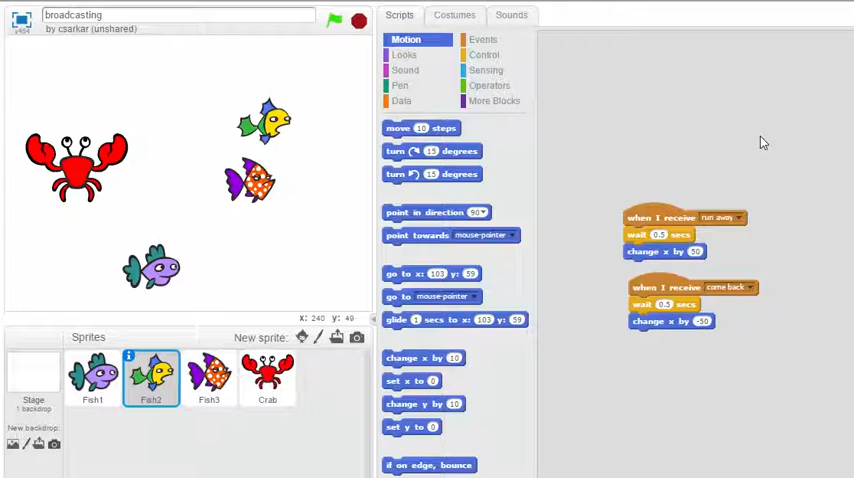 broadcasting
by csarkar (unshared)
v454
x: 240 y: 49
Sprites
New sprite:
Stage
1 backdrop
New backdrop:
Fish1
Fish2
Fish3
Crab
Scripts
Costumes
Sounds
Motion
Events
Looks
Control
Sound
Sensing
Pen
Operators
Data
More Blocks
move 10 steps
turn 15 degrees
turn 15 degrees
point in direction 90
point towards mouse-pointer
go to x: 103 y: 59
go to mouse-pointer
glide 1 secs to x: 103 y: 59
change x by 10
set x to 0
change y by 10
set y to 0
if on edge, bounce
when I receive run away
wait 0.5 secs
change x by 50
when I receive come back
wait 0.5 secs
change x by -50